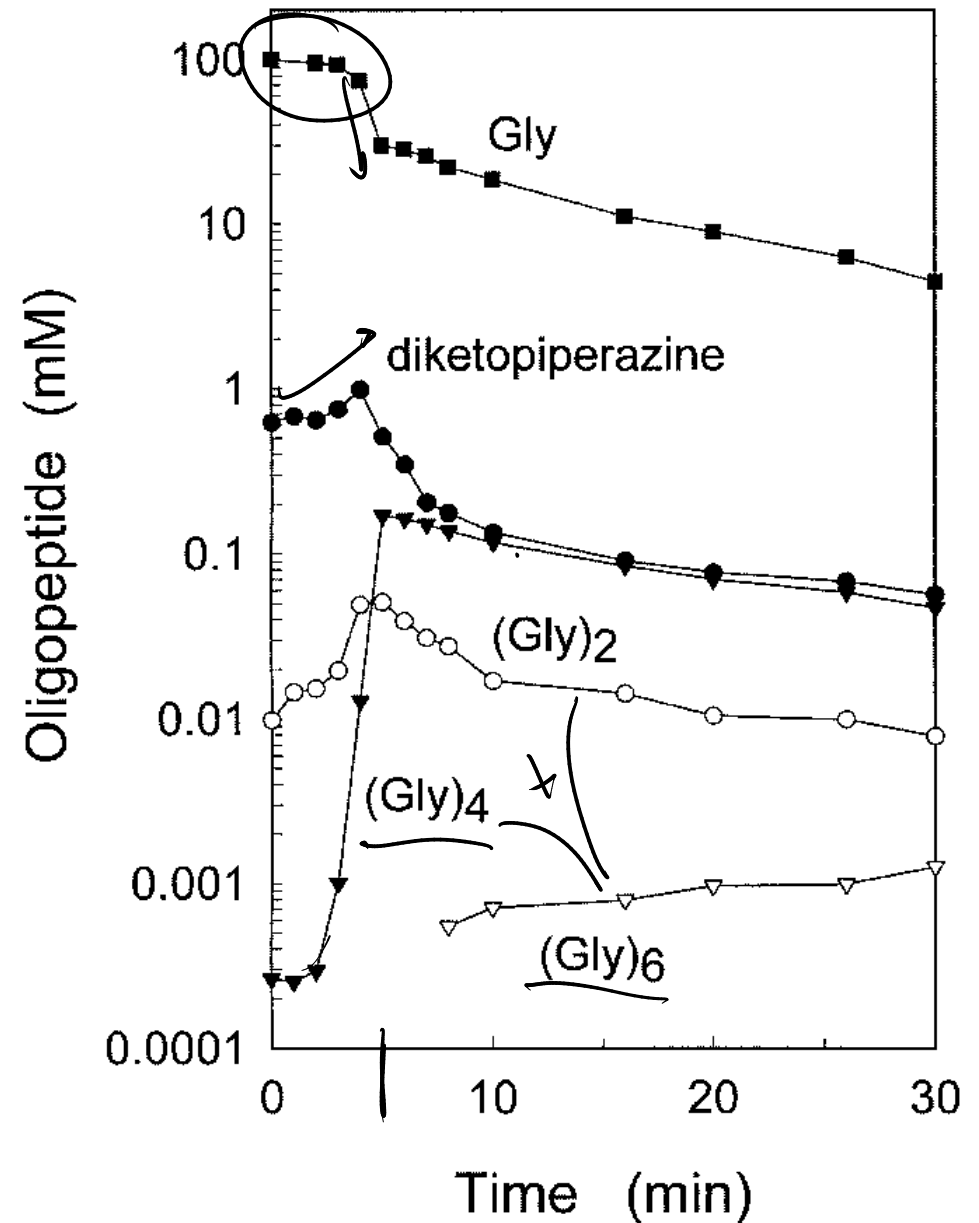 100
Gly
10
diketopiperazine
1
0.1
(Gly)2
0.01
(Gly)4
0.001
(Gly)6
0.0001
0 10 20 30
Time (min)
Oligopeptide (mM)